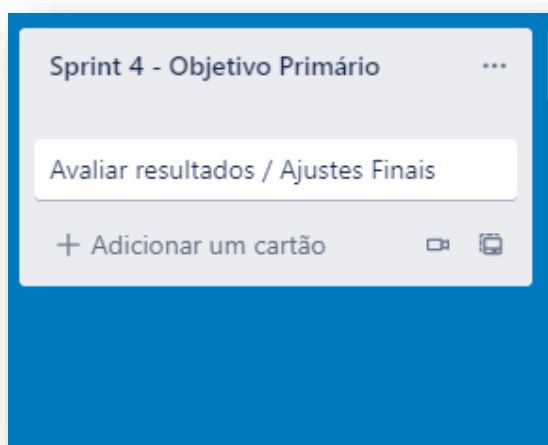 Sprint 4 - Objetivo Primário
Avaliar resultados / Ajustes Finais
+ Adicionar um cartão